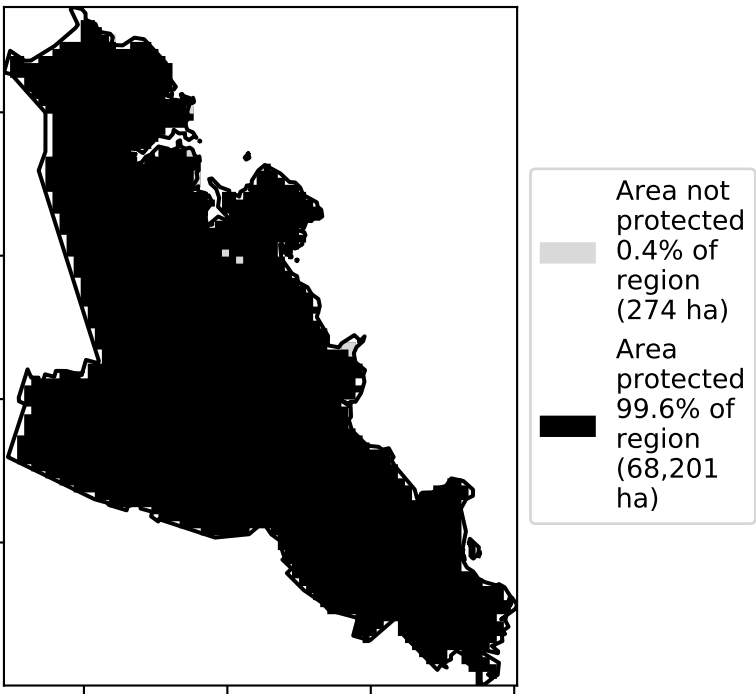 Area not
protected
0.4% of
region
(274 ha)
Area
protected
99.6% of
region
(68,201
ha)